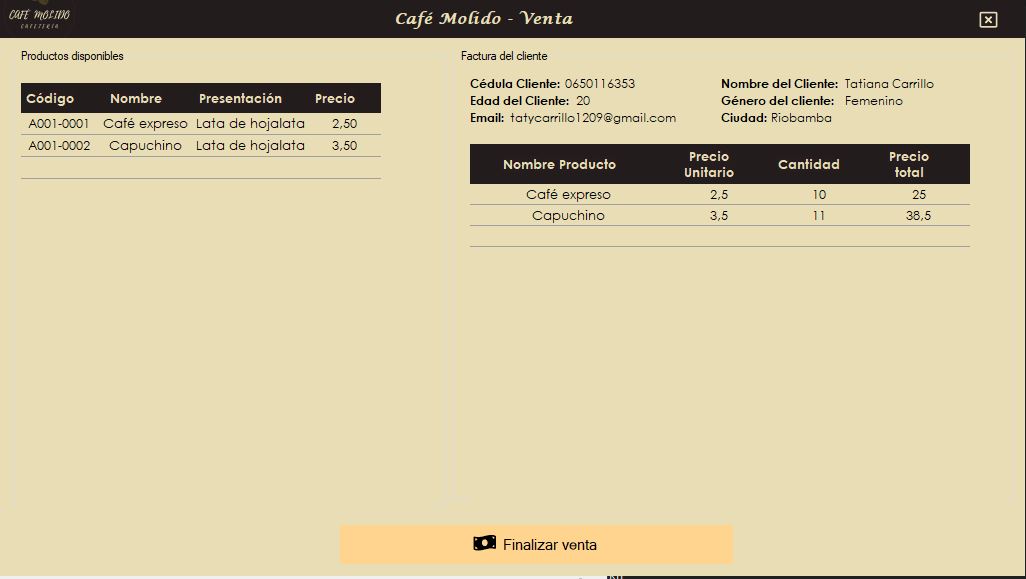 CAFÉ MOLIDO
CAFETERIA
Café Molido - Venta
Productos disponibles
Código Nombre Presentación Precio
A001-0001 Café expreso Lata de hojalata 2,50
A001-0002 Capuchino Lata de hojalata 3,50
Factura del cliente
Cédula Cliente: 0650116353 Nombre del Cliente: Tatiana Carrillo
Edad del Cliente: 20 Género del cliente: Femenino
Email: tatycarrillo1209@gmail.com Ciudad: Riobamba
Nombre Producto Precio Unitario Cantidad Precio total
Café expreso 2,5 10 25
Capuchino 3,5 11 38,5
Finalizar venta